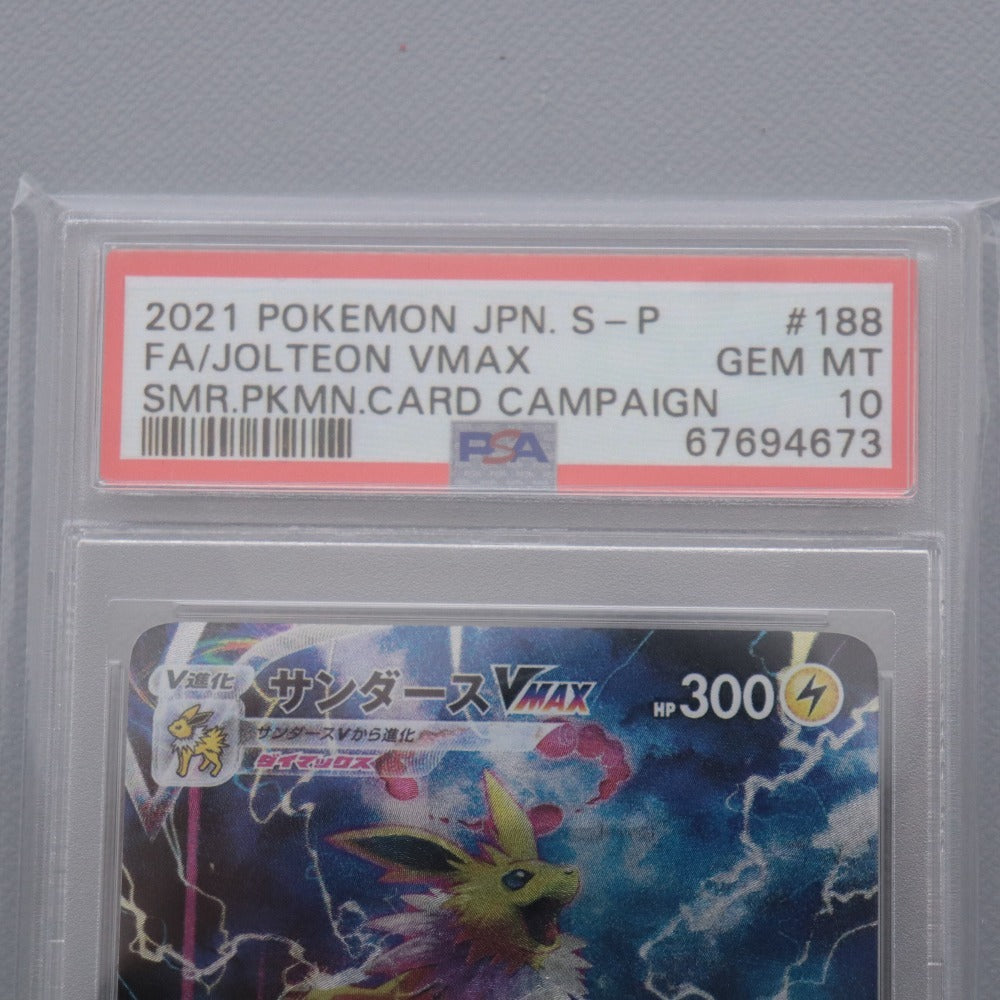 2021 POKEMON JPN. S-P #188
FA/JOLTEON VMAX GEM MT
SMR.PKMN.CARD CAMPAIGN 10
PSA 67694673
V進化 サンダースVMAX HP 300
サンダースVから進化
ダイマックス